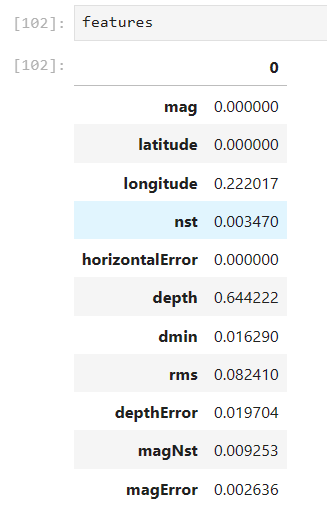 [102]: features
[102]: 0
mag 0.000000
latitude 0.000000
longitude 0.222017
nst 0.003470
horizontalError 0.000000
depth 0.644222
dmin 0.016290
rms 0.082410
depthError 0.019704
magNst 0.009253
magError 0.002636